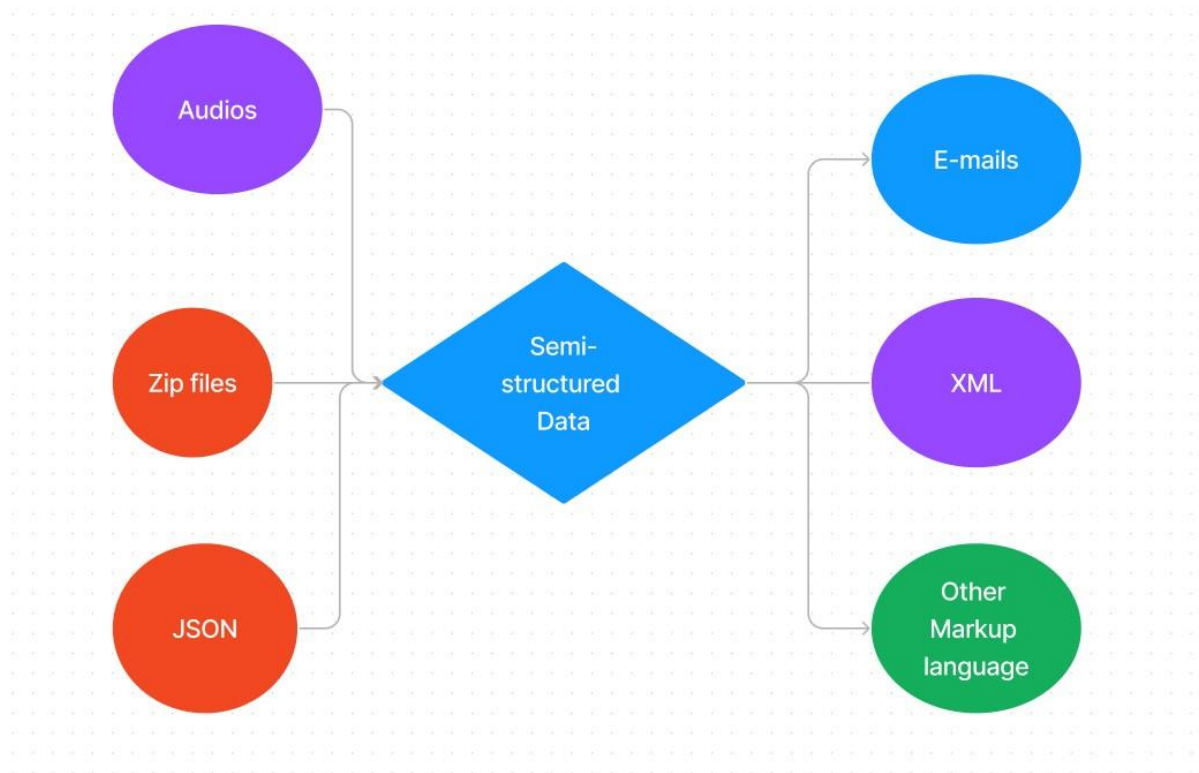 Audios
E-mails
Zip files
Semi-
structured
Data
XML
JSON
Other
Markup
language